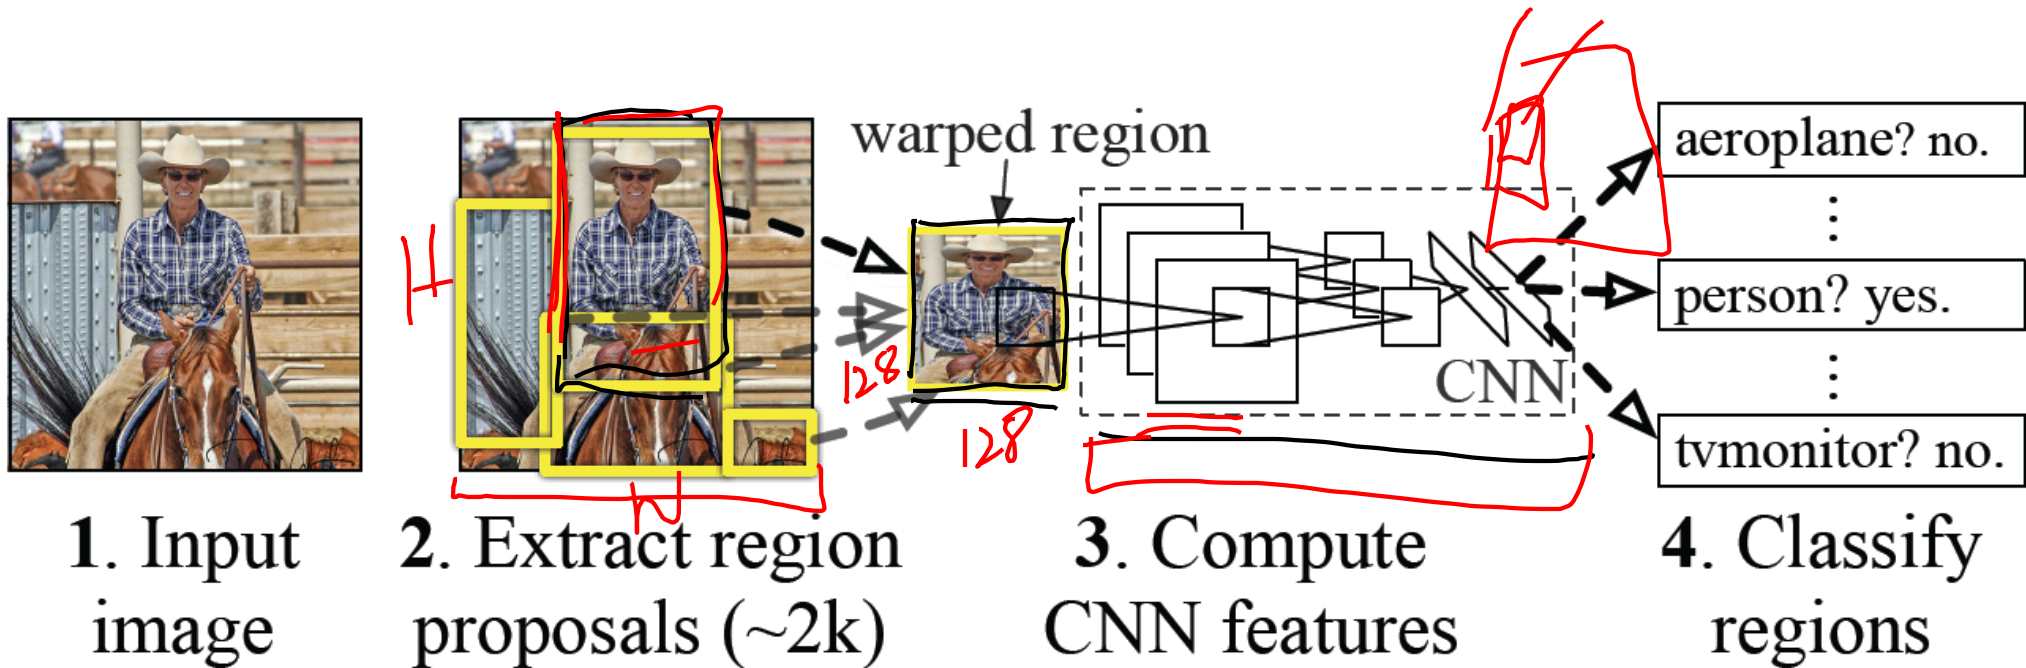 warped region
aeroplane? no.
person? yes.
tvmonitor? no.
CNN
H
W
128
128
1. Input
image
2. Extract region
proposals (~2k)
3. Compute
CNN features
4. Classify
regions